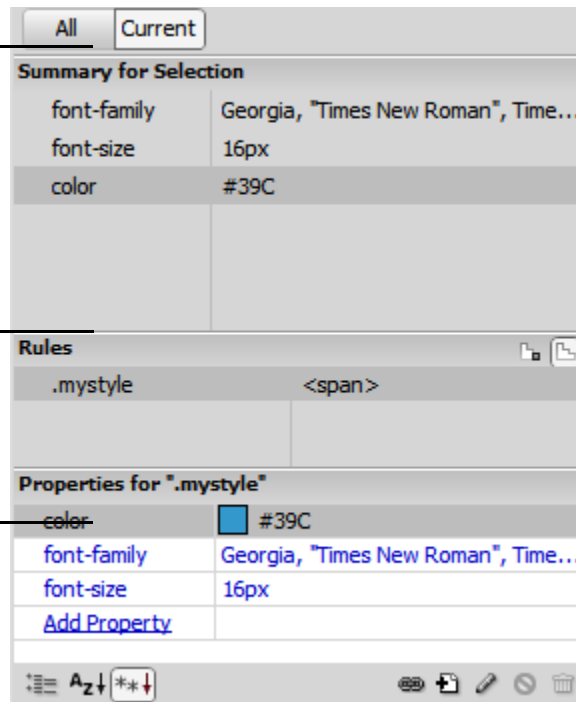 All Current
Summary for Selection
font-family Georgia, "Times New Roman", Time...
font-size 16px
color #39C
Rules
.mystyle <span>
Properties for ".mystyle"
color #39C
font-family Georgia, "Times New Roman", Time...
font-size 16px
Add Property
Az **